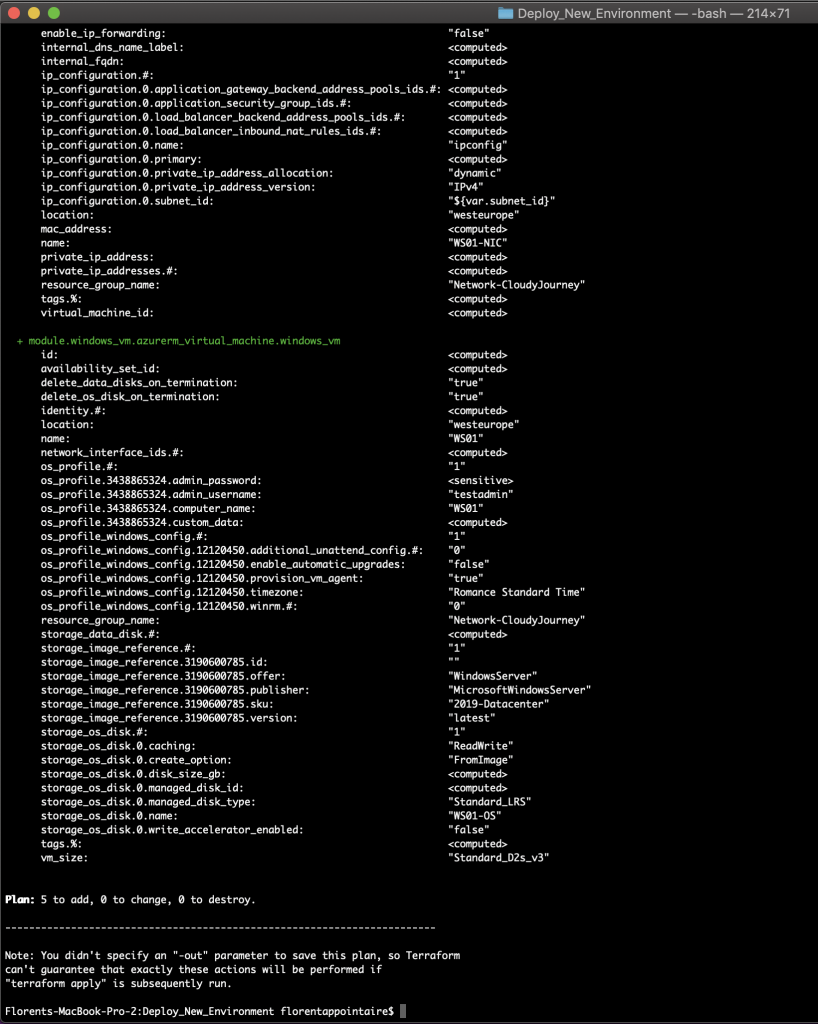 Deploy_New_Environment — -bash — 214×71
enable_ip_forwarding: "false"
internal_dns_name_label: <computed>
internal_fqdn: <computed>
ip_configuration.#: "1"
ip_configuration.0.application_gateway_backend_address_pools_ids.#: <computed>
ip_configuration.0.application_security_group_ids.#: <computed>
ip_configuration.0.load_balancer_backend_address_pools_ids.#: <computed>
ip_configuration.0.load_balancer_inbound_nat_rules_ids.#: <computed>
ip_configuration.0.name: "ipconfig"
ip_configuration.0.primary: <computed>
ip_configuration.0.private_ip_address_allocation: "dynamic"
ip_configuration.0.private_ip_address_version: "IPv4"
ip_configuration.0.subnet_id: "${var.subnet_id}"
location: "westeurope"
mac_address: <computed>
name: "WS01-NIC"
private_ip_address: <computed>
private_ip_addresses.#: <computed>
resource_group_name: "Network-CloudyJourney"
tags.%: <computed>
virtual_machine_id: <computed>
+ module.windows_vm.azurerm_virtual_machine.windows_vm
id: <computed>
availability_set_id: <computed>
delete_data_disks_on_termination: "true"
delete_os_disk_on_termination: "true"
identity.#: <computed>
location: "westeurope"
name: "WS01"
network_interface_ids.#: <computed>
os_profile.#: "1"
os_profile.3438865324.admin_password: <sensitive>
os_profile.3438865324.admin_username: "testadmin"
os_profile.3438865324.computer_name: "WS01"
os_profile.3438865324.custom_data: <computed>
os_profile_windows_config.#: "1"
os_profile_windows_config.12120450.additional_unattend_config.#: "0"
os_profile_windows_config.12120450.enable_automatic_upgrades: "false"
os_profile_windows_config.12120450.provision_vm_agent: "true"
os_profile_windows_config.12120450.timezone: "Romance Standard Time"
os_profile_windows_config.12120450.winrm.#: "0"
resource_group_name: "Network-CloudyJourney"
storage_data_disk.#: <computed>
storage_image_reference.#: "1"
storage_image_reference.3190600785.id: ""
storage_image_reference.3190600785.offer: "WindowsServer"
storage_image_reference.3190600785.publisher: "MicrosoftWindowsServer"
storage_image_reference.3190600785.sku: "2019-Datacenter"
storage_image_reference.3190600785.version: "latest"
storage_os_disk.#: "1"
storage_os_disk.0.caching: "ReadWrite"
storage_os_disk.0.create_option: "FromImage"
storage_os_disk.0.disk_size_gb: <computed>
storage_os_disk.0.managed_disk_id: <computed>
storage_os_disk.0.managed_disk_type: "Standard_LRS"
storage_os_disk.0.name: "WS01-OS"
storage_os_disk.0.write_accelerator_enabled: "false"
tags.%: <computed>
vm_size: "Standard_D2s_v3"
Plan: 5 to add, 0 to change, 0 to destroy.
------------------------------------------------------------------------
Note: You didn't specify an "-out" parameter to save this plan, so Terraform
can't guarantee that exactly these actions will be performed if
"terraform apply" is subsequently run.
Florents-MacBook-Pro-2:Deploy_New_Environment florentappointaire$